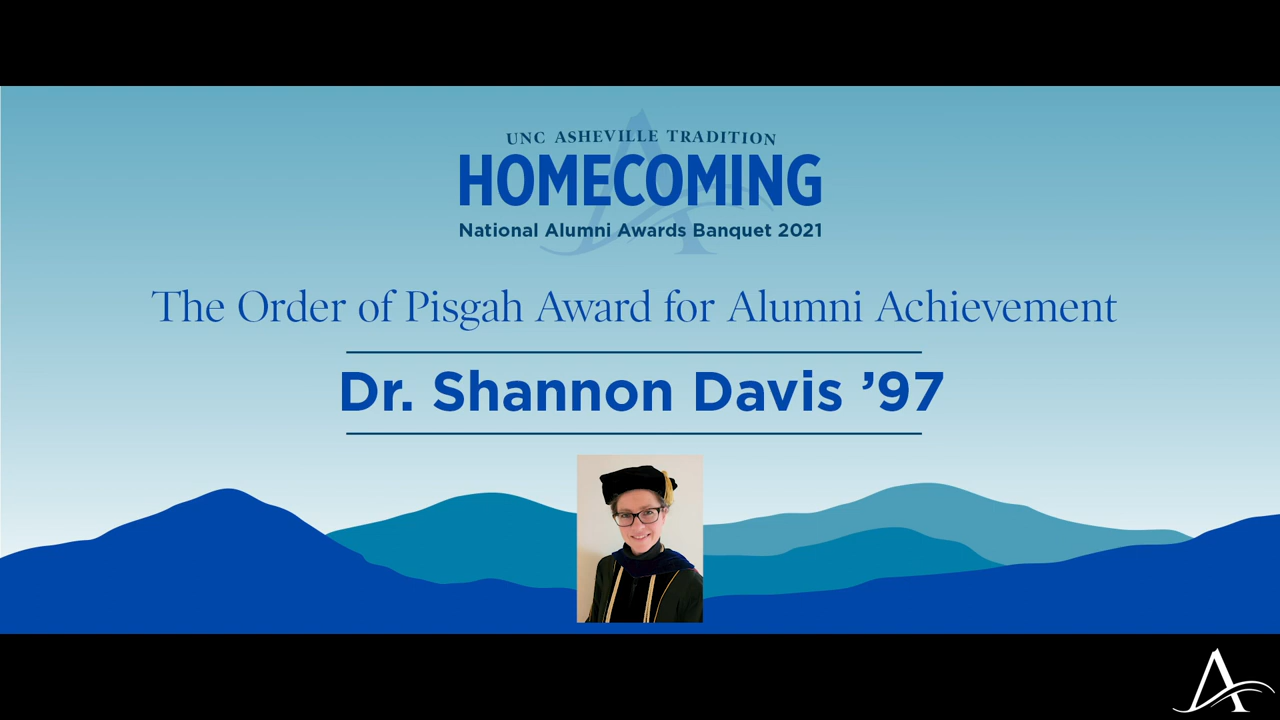 UNC ASHEVILLE TRADITION
HOMECOMING
National Alumni Awards Banquet 2021
The Order of Pisgah Award for Alumni Achievement
Dr. Shannon Davis ’97
A